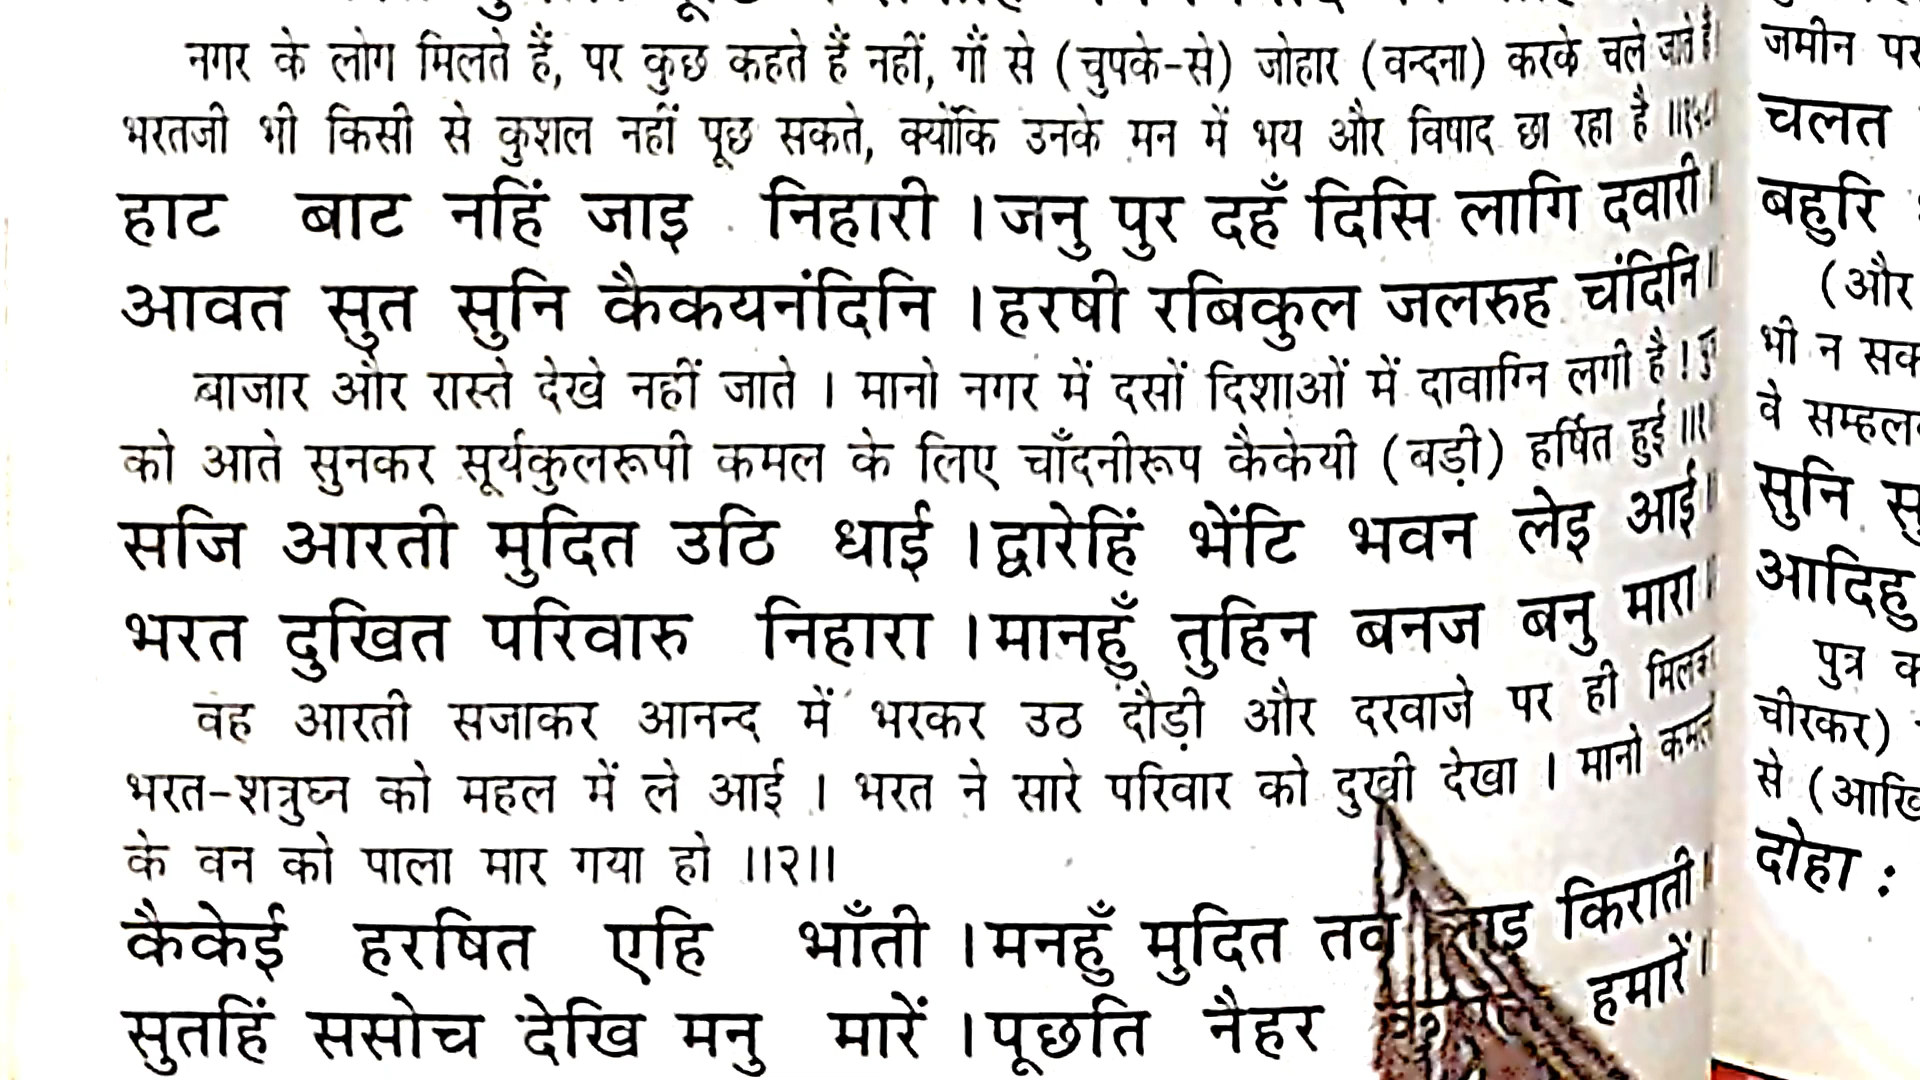 नगर के लोग मिलते हैं, पर कुछ कहते हैं नहीं, गौं से (चुपके-से) जोहार (वन्दना) करके चले जाते हैं।
भरतजी भी किसी से कुशल नहीं पूछ सकते, क्योंकि उनके मन में भय और विषाद छा रहा है
हाट बाट नहिं जाइ निहारी । जनु पुर दहँ दिसि लागि दवारी।
आवत सुत सुनि कैकयनंदिनि । हरषी रबिकुल जलरुह चंदिनि।
बाजार और रास्ते देखे नहीं जाते । मानो नगर में दसों दिशाओं में दावाग्नि लगी है !
को आते सुनकर सूर्यकुलरूपी कमल के लिए चाँदनीरूप कैकेयी (बड़ी) हर्षित हुई
सजि आरती मुदित उठि धाई । द्वारेहिं भेंटि भवन लेइ आई।
भरत दुखित परिवारु निहारा । मानहुँ तुहिन बनज बनु मारा।
वह आरती सजाकर आनन्द में भरकर उठ दौड़ी और दरवाजे पर ही
भरत-शत्रुघ्न को महल में ले आई । भरत ने सारे परिवार को दुखी देखा । मानो
के वन को पाला मार गया हो ।।२।।
कैकेई हरषित एहि भाँती । मनहुँ मुदित किराती।
सुतहिं ससोच देखि मनु मारें । पूछति नैहर हमारें।
जमीन पर
चलत
बहुरि
(और
भी न
वे
सुनि
आदिहु
पुत्र
चीरकर)
से
दोहा :